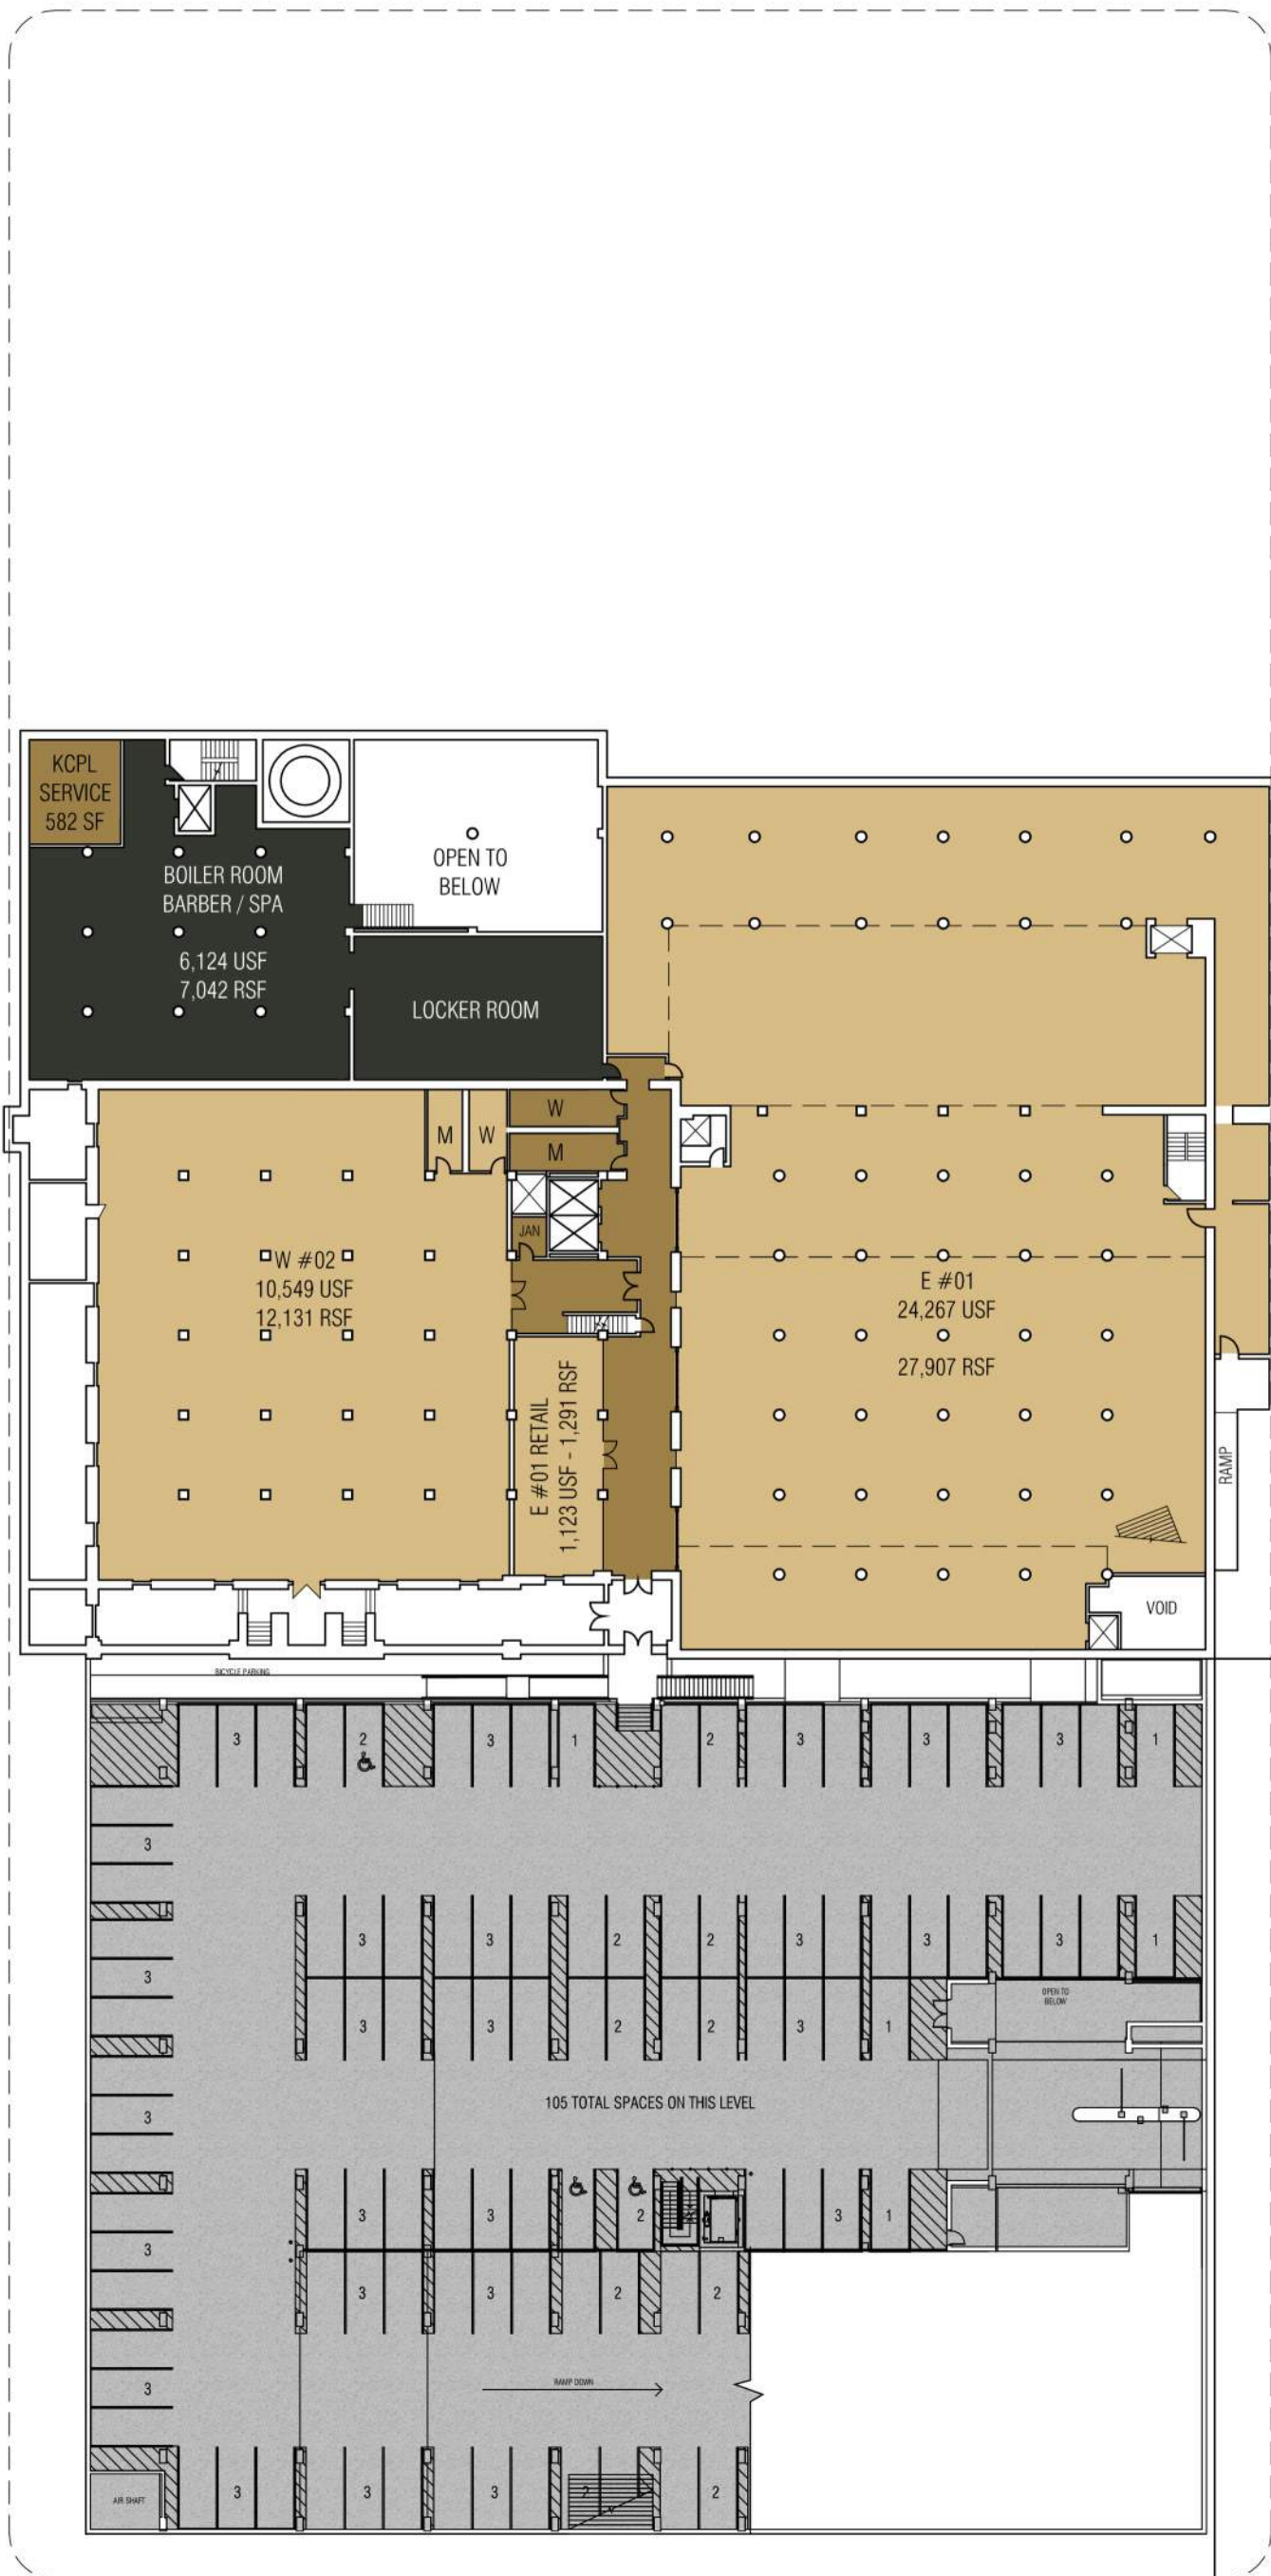 KCPL
SERVICE
582 SF
BOILER ROOM
BARBER / SPA
6,124 USF
7,042 RSF
OPEN TO
BELOW
LOCKER ROOM
M
W
W
M
JAN
W #02
10,549 USF
12,131 RSF
E #01 RETAIL
1,123 USF - 1,291 RSF
E #01
24,267 USF
27,907 RSF
RAMP
VOID
BICYCLE PARKING
3
2
3
1
2
3
3
3
1
3
3
3
2
2
3
3
3
1
3
3
3
2
2
3
1
OPEN TO
BELOW
105 TOTAL SPACES ON THIS LEVEL
3
3
3
2
3
1
3
3
3
2
2
3
RAMP DOWN
AIR SHAFT
3
3
3
2
2